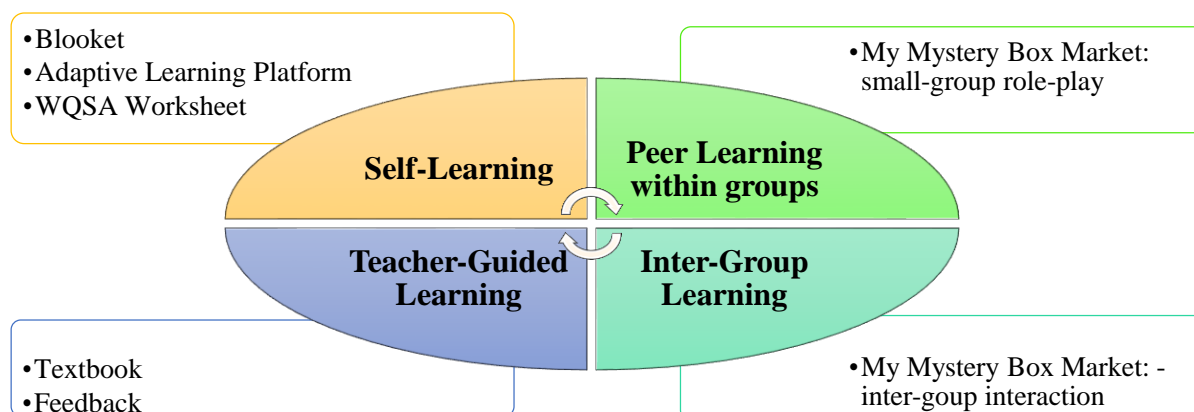 •Blooket
•Adaptive Learning Platform
•WQSA Worksheet
•My Mystery Box Market:
small-group role-play
Self-Learning
Peer Learning
within groups
Teacher-Guided
Learning
Inter-Group
Learning
•Textbook
•Feedback
•My Mystery Box Market: -
inter-goup interaction